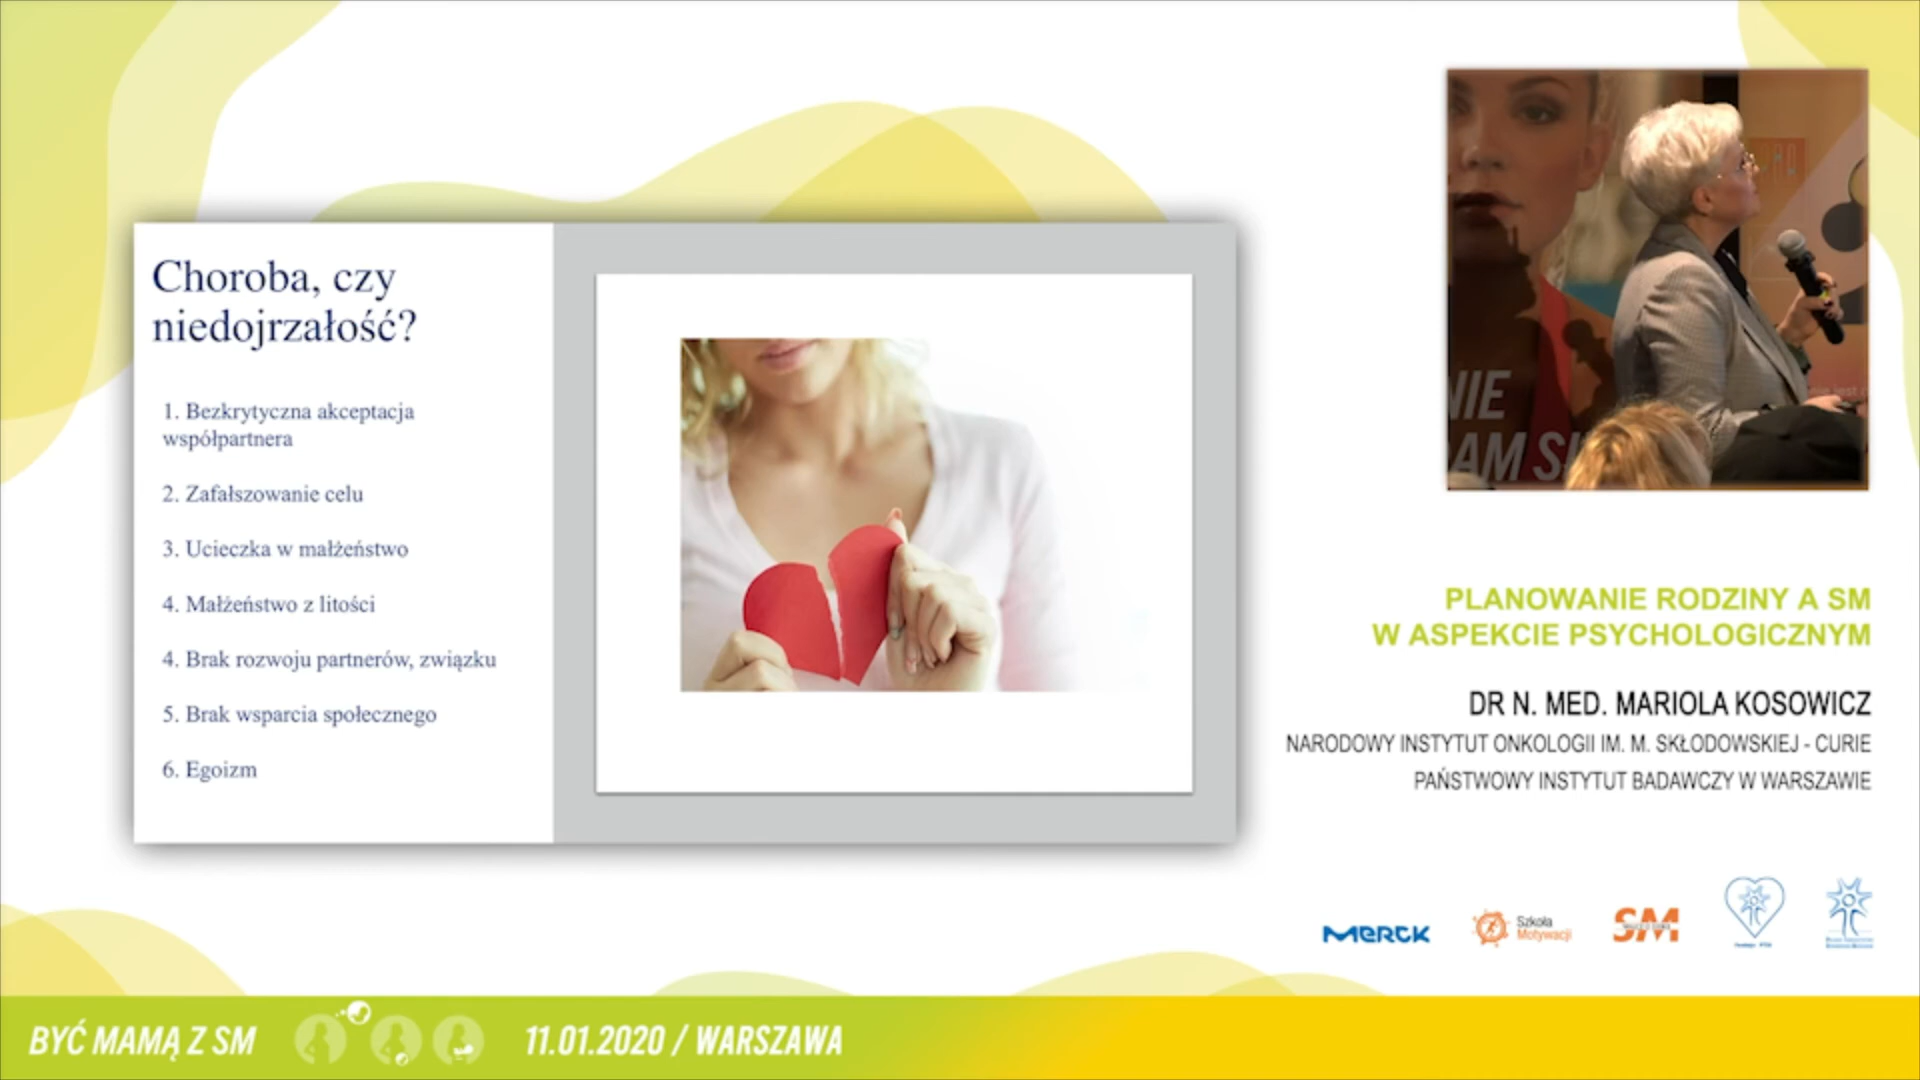 Choroba, czy
niedojrzałość?
1. Bezkrytyczna akceptacja
współpartnera
2. Zafałszowanie celu
3. Ucieczka w małżeństwo
4. Małżeństwo z litości
4. Brak rozwoju partnerów, związku
5. Brak wsparcia społecznego
6. Egoizm
NIE
AM SI
PLANOWANIE RODZINY A SM
W ASPEKCIE PSYCHOLOGICZNYM
DR N. MED. MARIOLA KOSOWICZ
NARODOWY INSTYTUT ONKOLOGII IM. M. SKŁODOWSKIEJ - CURIE
PAŃSTWOWY INSTYTUT BADAWCZY W WARSZAWIE
MERCK
Szkoła
Motywacji
SM
BYĆ MAMĄ Z SM
11.01.2020 / WARSZAWA